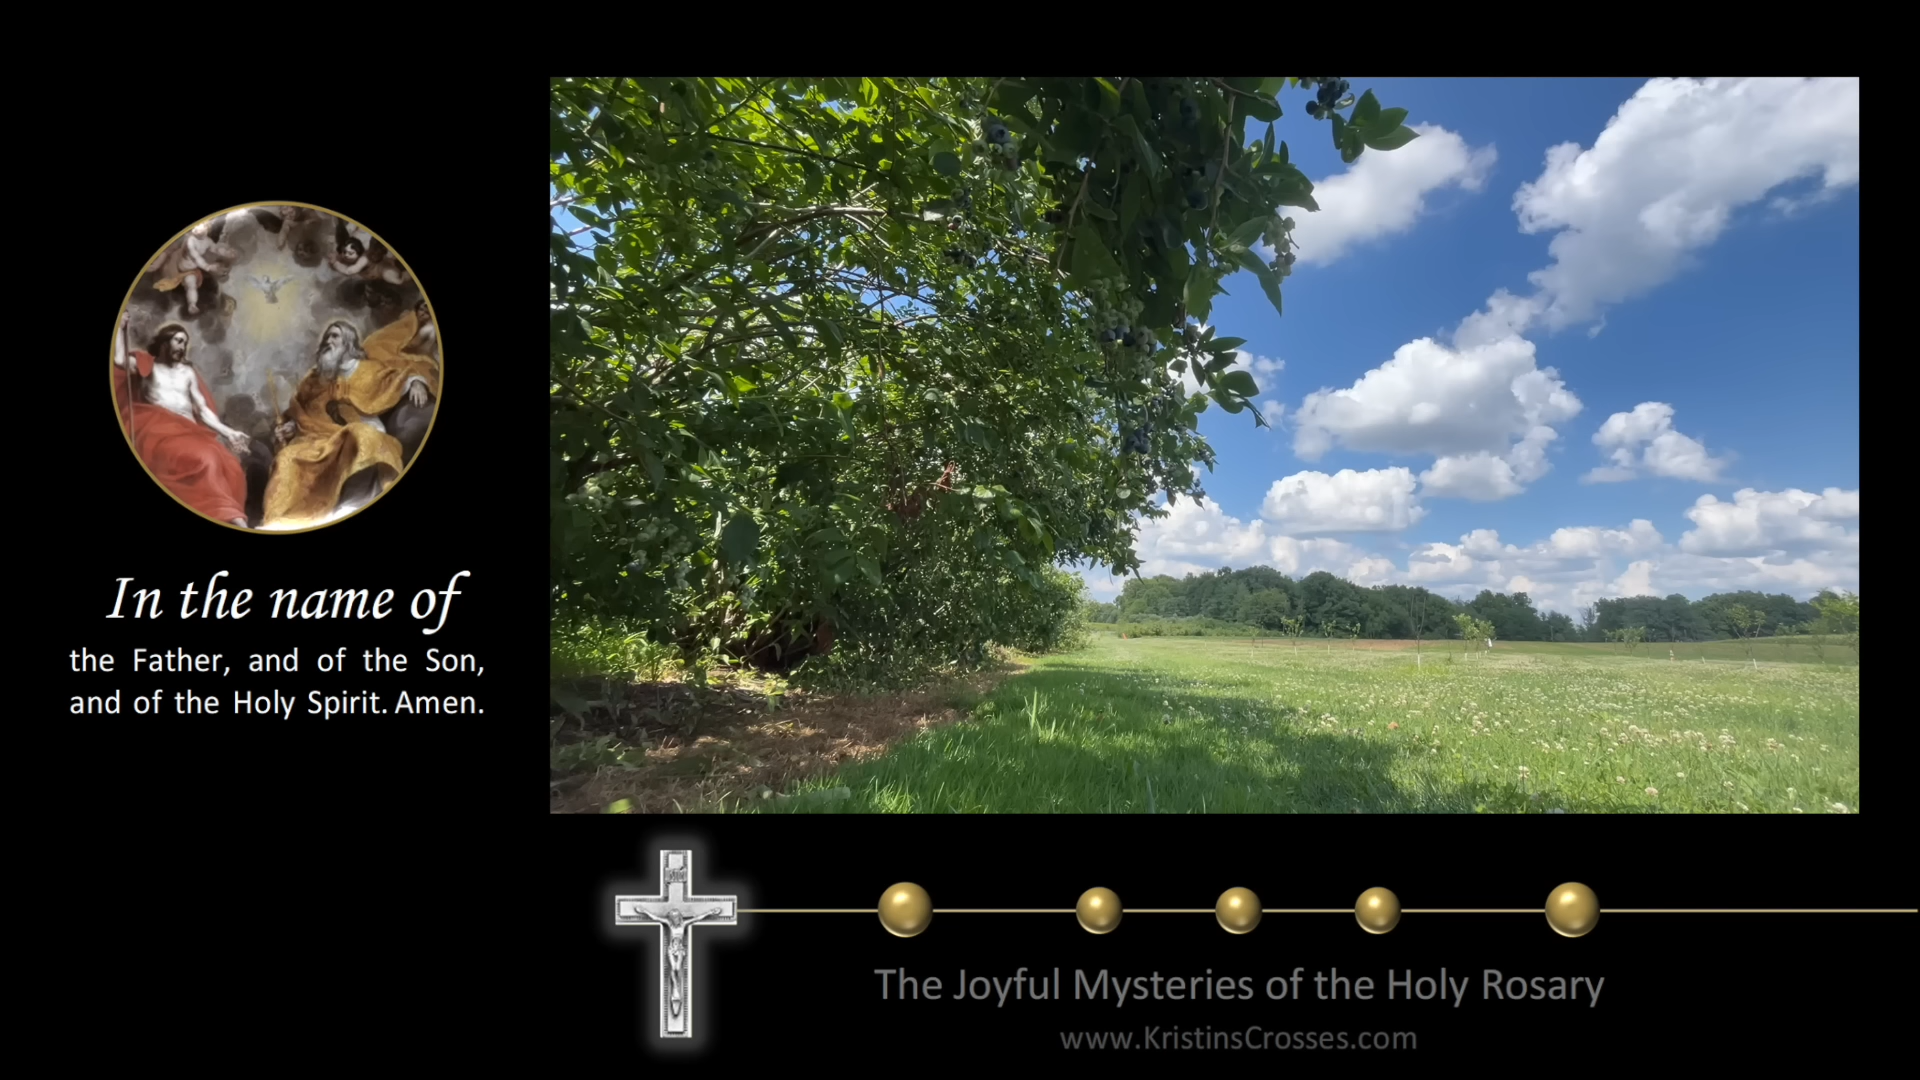 In the name of
the Father, and of the Son,
and of the Holy Spirit. Amen.
The Joyful Mysteries of the Holy Rosary
www.KristinsCrosses.com